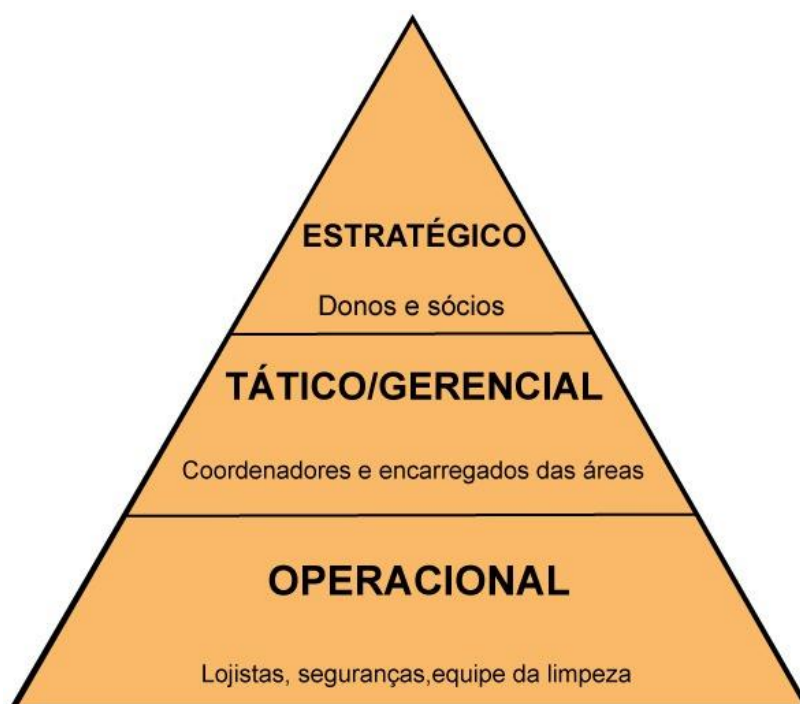 ESTRATÉGICO
Donos e sócios
TÁTICO/GERENCIAL
Coordenadores e encarregados das áreas
OPERACIONAL
Lojistas, seguranças,equipe da limpeza